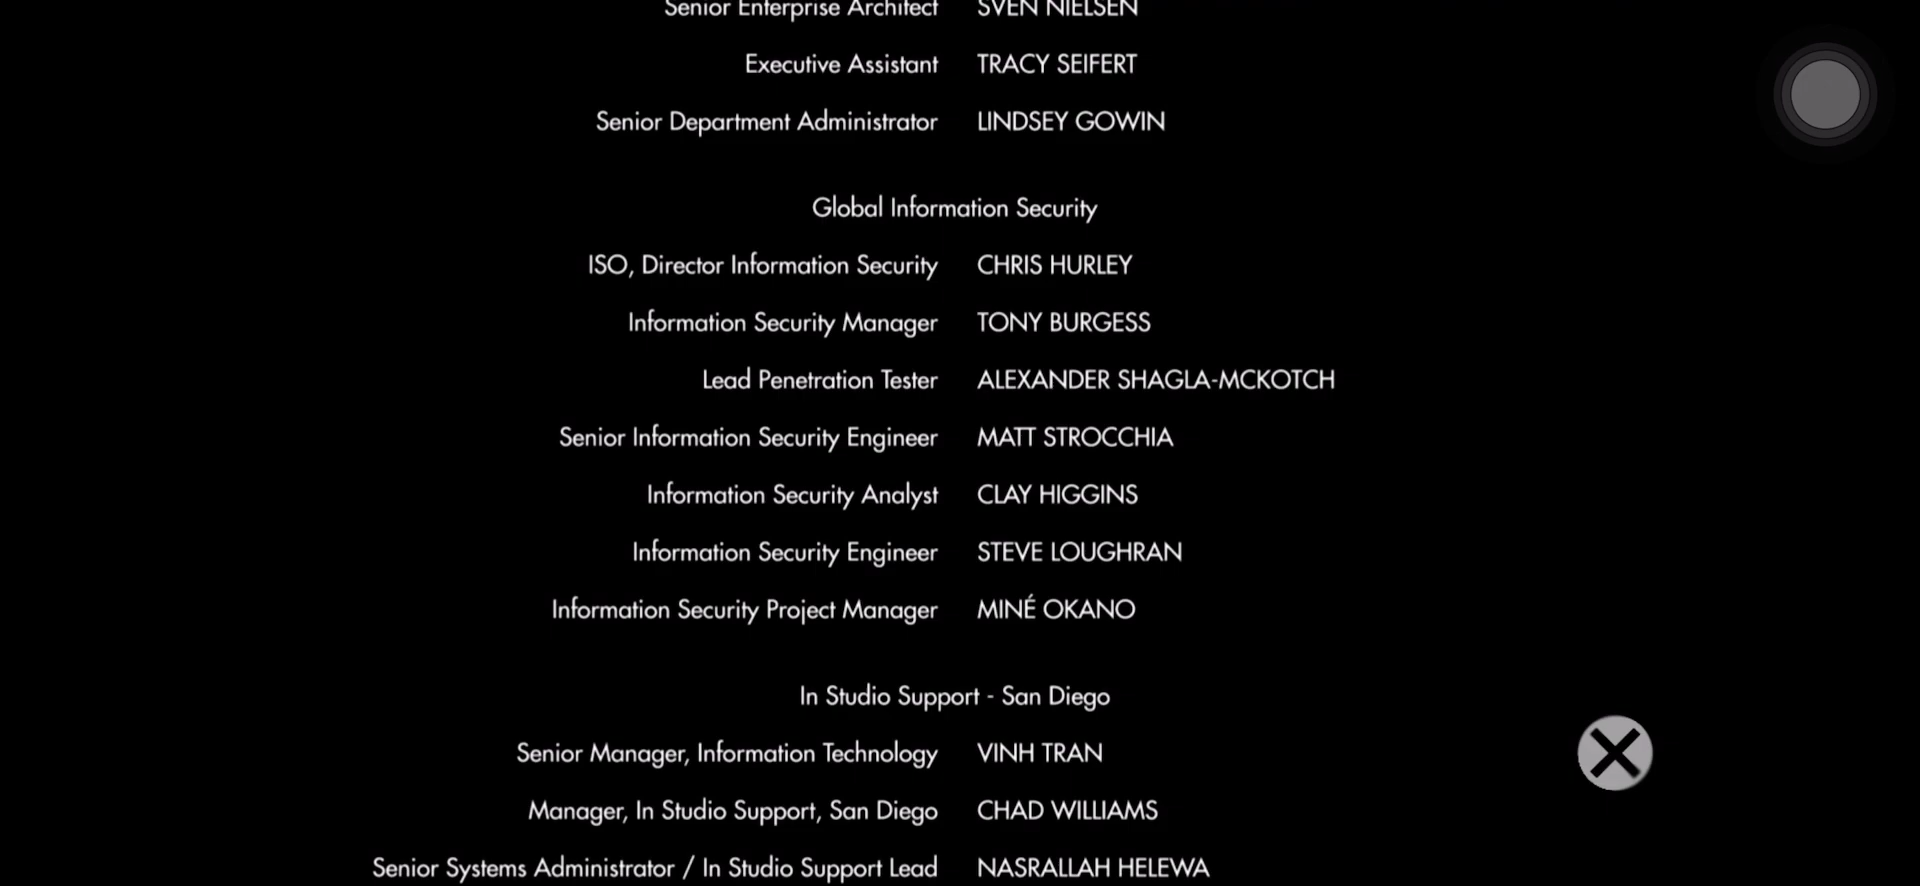 Senior Enterprise Architect SVEN NIELSEN
Executive Assistant TRACY SEIFERT
Senior Department Administrator LINDSEY GOWIN
Global Information Security
ISO, Director Information Security CHRIS HURLEY
Information Security Manager TONY BURGESS
Lead Penetration Tester ALEXANDER SHAGLA-MCKOTCH
Senior Information Security Engineer MATT STROCCHIA
Information Security Analyst CLAY HIGGINS
Information Security Engineer STEVE LOUGHRAN
Information Security Project Manager MINÉ OKANO
In Studio Support - San Diego
Senior Manager, Information Technology VINH TRAN
Manager, In Studio Support, San Diego CHAD WILLIAMS
Senior Systems Administrator / In Studio Support Lead NASRALLAH HELEWA